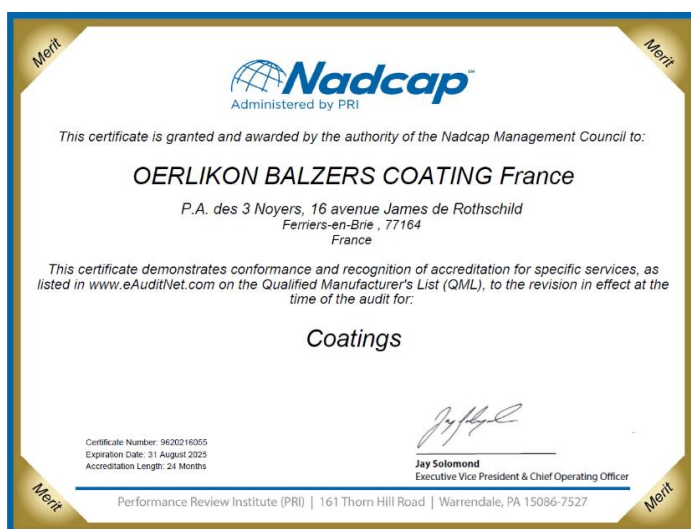 Merit
Merit
Nadcap
Administered by PRI
This certificate is granted and awarded by the authority of the Nadcap Management Council to:
OERLIKON BALZERS COATING France
P.A. des 3 Noyers, 16 avenue James de Rothschild
Ferriers-en-Brie , 77164
France
This certificate demonstrates conformance and recognition of accreditation for specific services, as
listed in www.eAuditNet.com on the Qualified Manufacturer's List (QML), to the revision in effect at the
time of the audit for:
Coatings
Certificate Number: 9620216055
Expiration Date: 31 August 2025
Accreditation Length: 24 Months
Jay Solomond
Executive Vice President & Chief Operating Officer
Merit
Merit
Performance Review Institute (PRI) | 161 Thorn Hill Road | Warrendale, PA 15086-7527